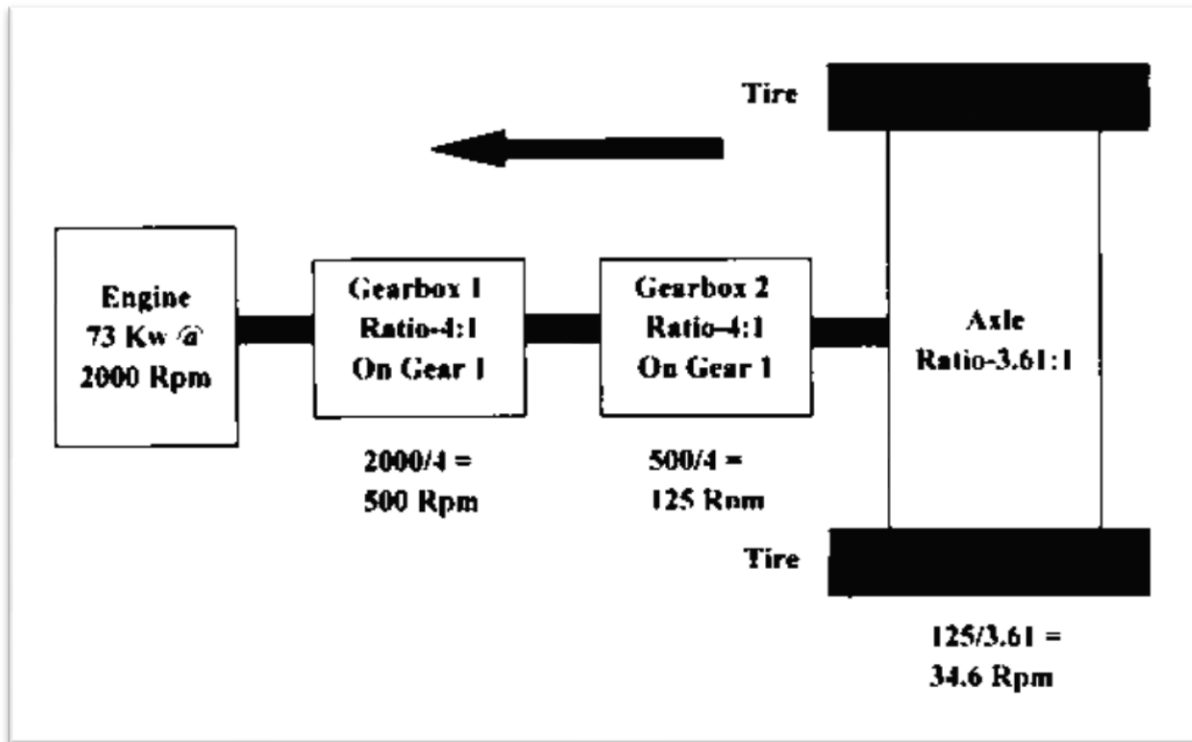 Tire
Engine
73 Kw @
2000 Rpm
Gearbox 1
Ratio-4:1
On Gear 1
Gearbox 2
Ratio-4:1
On Gear 1
Axle
Ratio-3.61:1
2000/4 =
500 Rpm
500/4 =
125 Rpm
Tire
125/3.61 =
34.6 Rpm